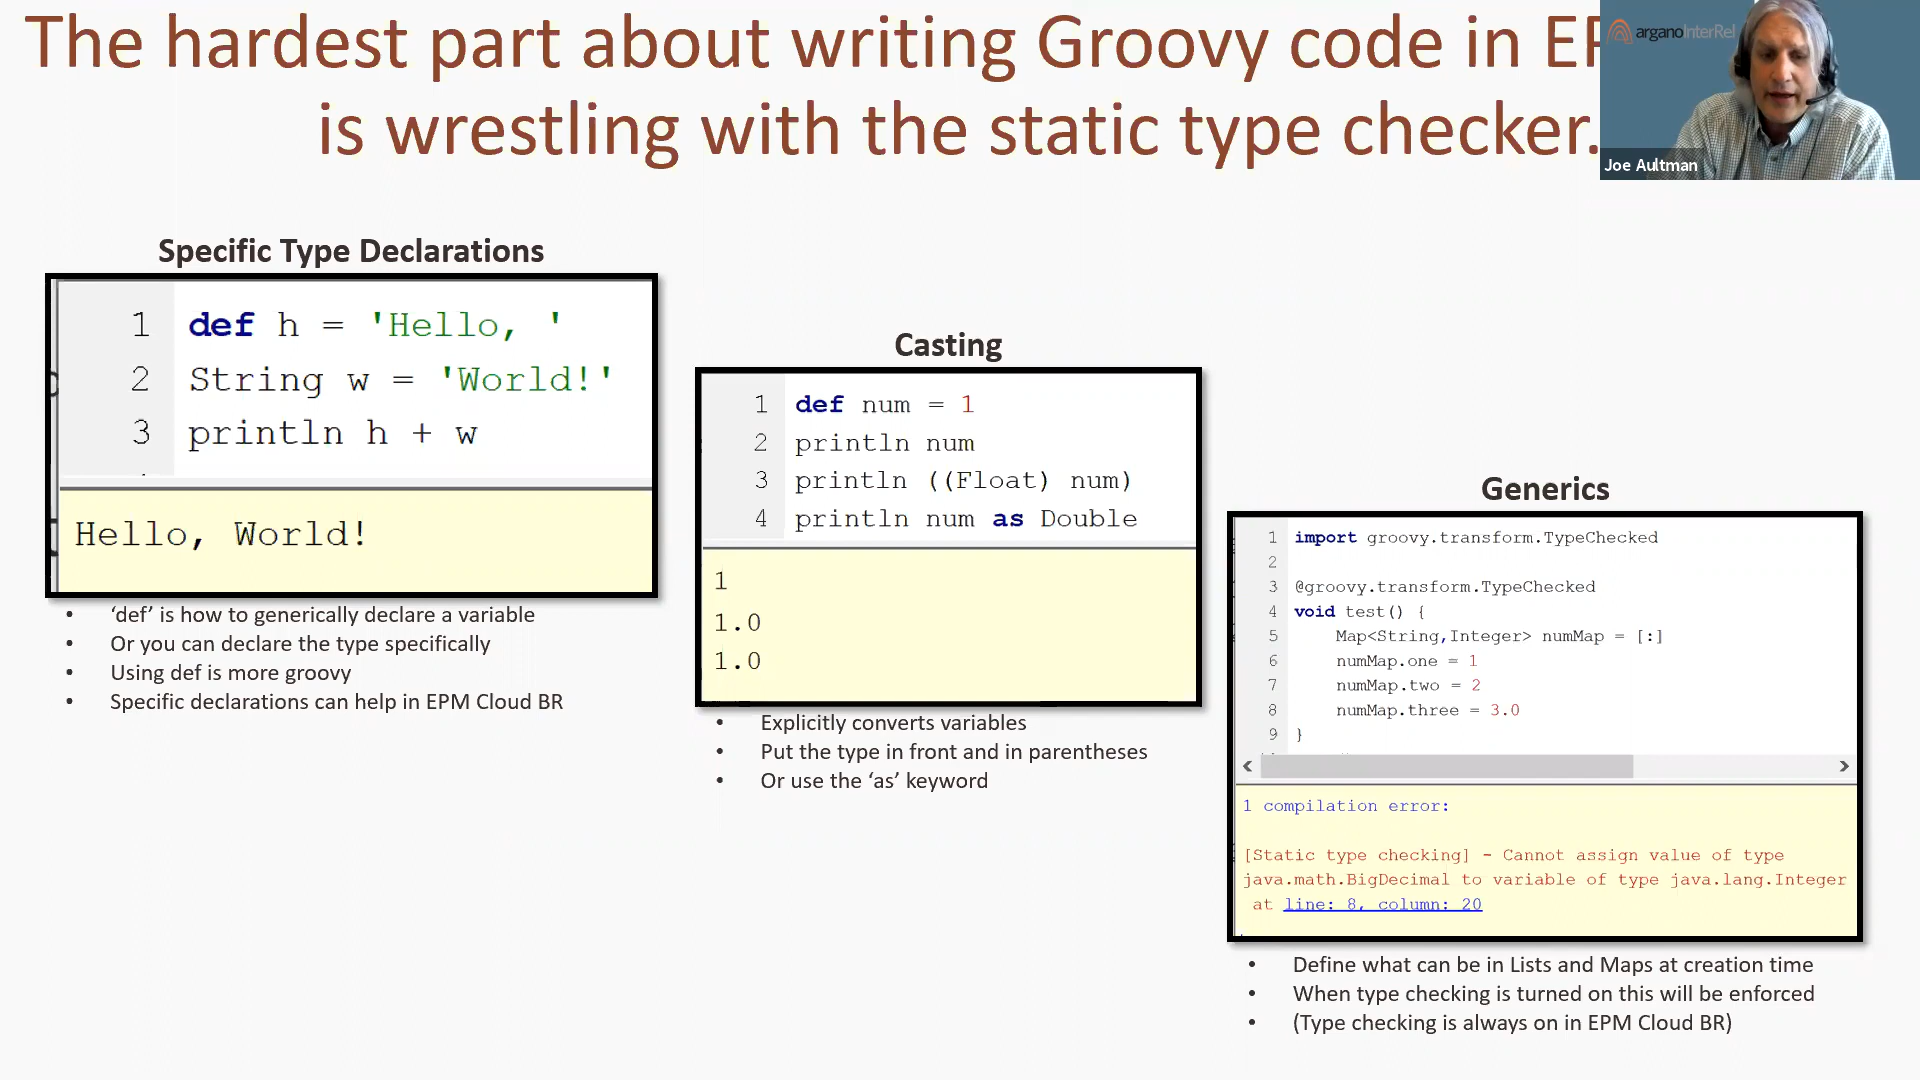 The hardest part about writing Groovy code in EP
is wrestling with the static type checker.
arganoInterRel
Joe Aultman
Specific Type Declarations
1 def h = 'Hello, '
2 String w = 'World!'
3 println h + w
Hello, World!
• ‘def’ is how to generically declare a variable
• Or you can declare the type specifically
• Using def is more groovy
• Specific declarations can help in EPM Cloud BR
Casting
1 def num = 1
2 println num
3 println ((Float) num)
4 println num as Double
1
1.0
1.0
• Explicitly converts variables
• Put the type in front and in parentheses
• Or use the ‘as’ keyword
Generics
1 import groovy.transform.TypeChecked
2
3 @groovy.transform.TypeChecked
4 void test() {
5 Map<String,Integer> numMap = [:]
6 numMap.one = 1
7 numMap.two = 2
8 numMap.three = 3.0
9 }
1 compilation error:
[Static type checking] - Cannot assign value of type
java.math.BigDecimal to variable of type java.lang.Integer
at line: 8, column: 20
• Define what can be in Lists and Maps at creation time
• When type checking is turned on this will be enforced
• (Type checking is always on in EPM Cloud BR)